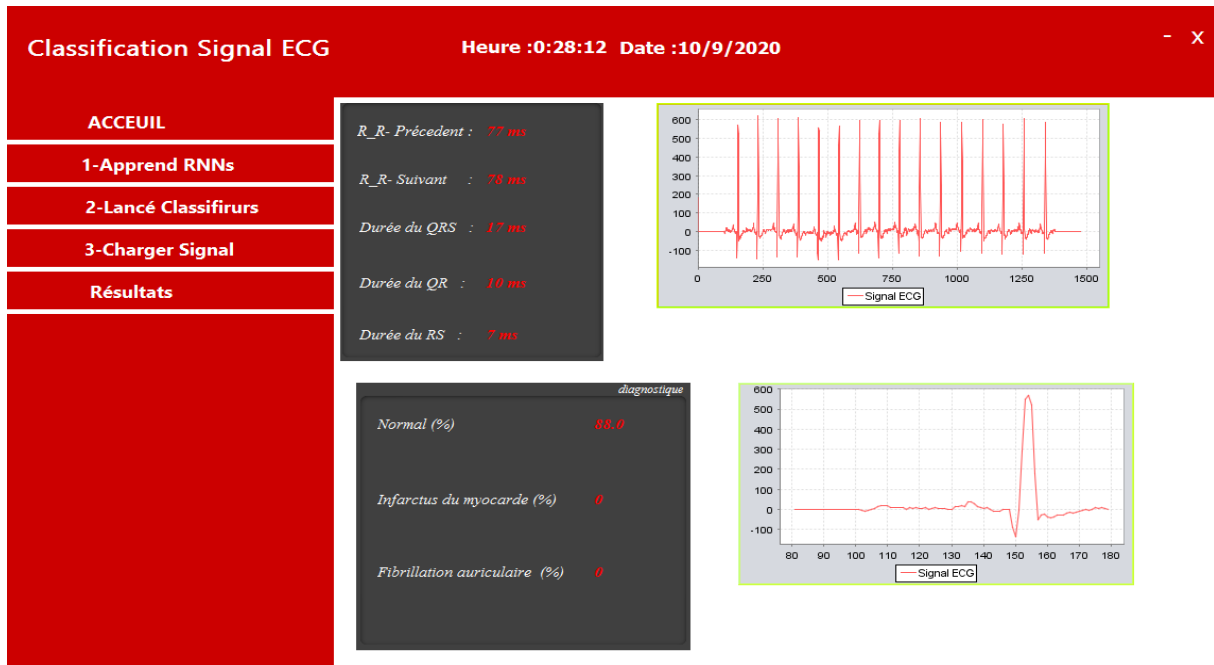 Classification Signal ECG
Heure :0:28:12 Date :10/9/2020
- x
ACCEUIL
1-Apprend RNNs
2-Lancé Classifirurs
3-Charger Signal
Résultats
R_R- Précedent : 77 ms
R_R- Suivant : 78 ms
Durée du QRS : 17 ms
Durée du QR : 10 ms
Durée du RS : 7 ms
600
500
400
300
200
100
0
-100
0 250 500 750 1000 1250 1500
Signal ECG
diagnostique
Normal (%) 88.0
Infarctus du myocarde (%) 0
Fibrillation auriculaire (%) 0
600
500
400
300
200
100
0
-100
80 90 100 110 120 130 140 150 160 170 180
Signal ECG